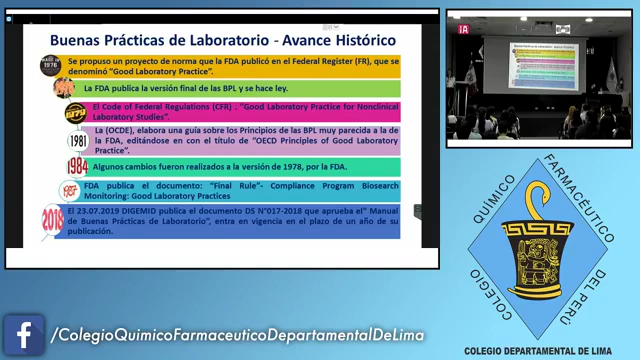 Buenas Prácticas de Laboratorio - Avance Histórico
1976
Se propuso un proyecto de norma que la FDA publicó en el Federal Register (FR), que se
denominó "Good Laboratory Practice".
La FDA publica la versión final de las BPL y se hace ley.
1979
El Code of Federal Regulations (CFR) . "Good Laboratory Practice for Nonclinical
Laboratory Studies".
1981
La (OCDE), elabora una guía sobre los Principios de las BPL muy parecida a la de
la FDA, editándose en con el título de "OECD Principles of Good Laboratory
Practice".
1984
Algunos cambios fueron realizados a la versión de 1978, por la FDA.
1987
FDA publica el documento: "Final Rule"- Compliance Program Biosearch
Monitoring: Good Laboratory Practices
2018
El 23.07.2019 DIGEMID publica el documento DS N°017-2018 que aprueba el" Manual
de Buenas Prácticas de Laboratorio", entra en vigencia en el plazo de un año de su
publicación.
COLEGIO QUÍMICO FARMACÉUTICO DEL PERÚ
COLEGIO DEPARTAMENTAL DE LIMA
f /ColegioQuimicoFarmaceuticoDepartamentalDeLima